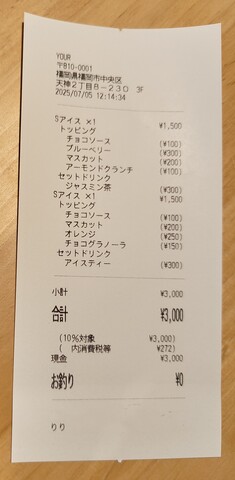 YOUR
〒810-0001
福岡県福岡市中央区
天神2丁目8-230 3F
2025/07/05 12:14:34
Sアイス ×1 ¥1,500
トッピング
チョコソース (¥100)
ブルーベリー (¥300)
マスカット (¥200)
アーモンドクランチ (¥100)
セットドリンク
ジャスミン茶 (¥300)
Sアイス ×1 ¥1,500
トッピング
チョコソース (¥100)
マスカット (¥200)
オレンジ (¥250)
チョコグラノーラ (¥150)
セットドリンク
アイスティー (¥300)
小計 ¥3,000
合計 ¥3,000
(10%対象 ¥3,000)
( 内消費税等 ¥272)
現金 ¥3,000
お釣り ¥0
りり